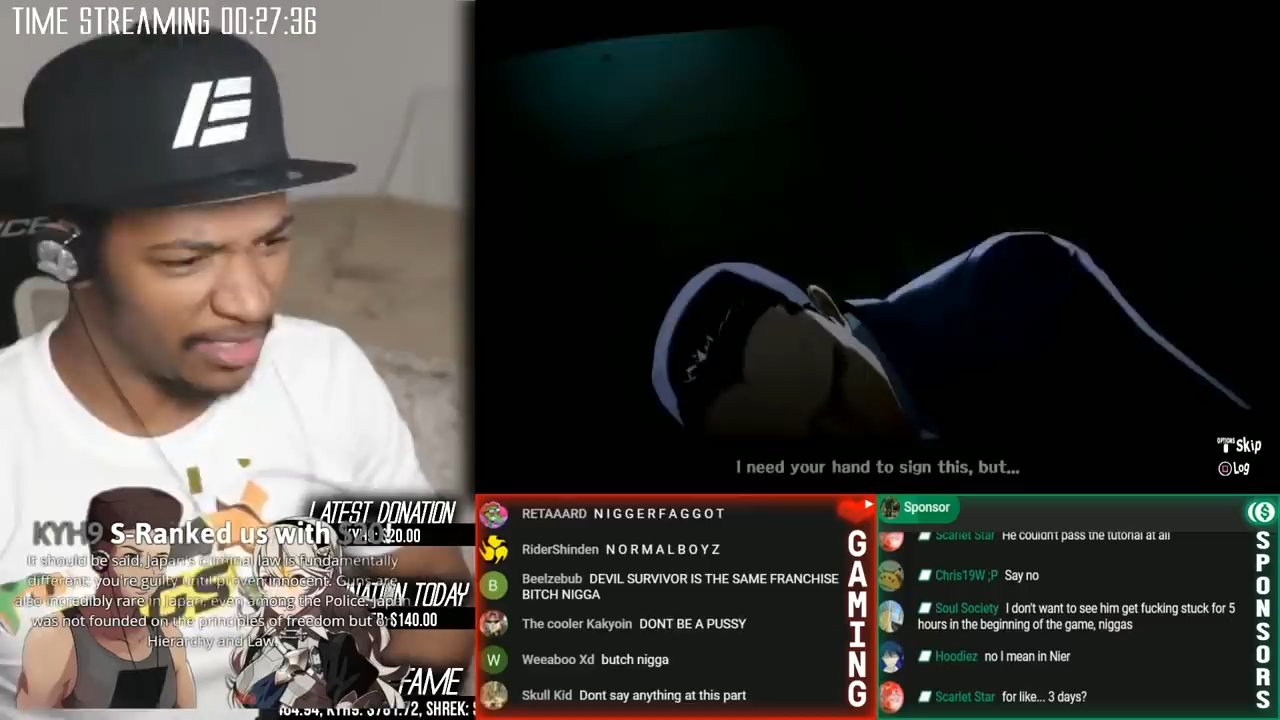 TIME STREAMING 00:27:36
I need your hand to sign this, but...
OPTIONS Skip
Log
LATEST DONATION
$20.00
KYH9 S-Ranked us with
It should be said, Japan's criminal law is fundamentally
different; you're guilty until proven innocent. Guns are
also incredibly rare in Japan, even among the Police. Japan
was not founded on the principles of freedom but on
Hierarchy and Law.
TODAY
$140.00
FAME
$781.72, SHREK:
RETAAARD N I G G E R F A G G O T
RiderShinden N O R M A L B O Y Z
B
Beelzebub DEVIL SURVIVOR IS THE SAME FRANCHISE
BITCH NIGGA
The cooler Kakyoin DONT BE A PUSSY
W
Weeaboo Xd butch nigga
Skull Kid Dont say anything at this part
GAMING
Sponsor
Scarlet Star He couldn't pass the tutorial at all
Chris19W ;P Say no
Soul Society I don't want to see him get fucking stuck for 5
hours in the beginning of the game, niggas
Hoodiez no I mean in Nier
Scarlet Star for like... 3 days?
SPONSORS